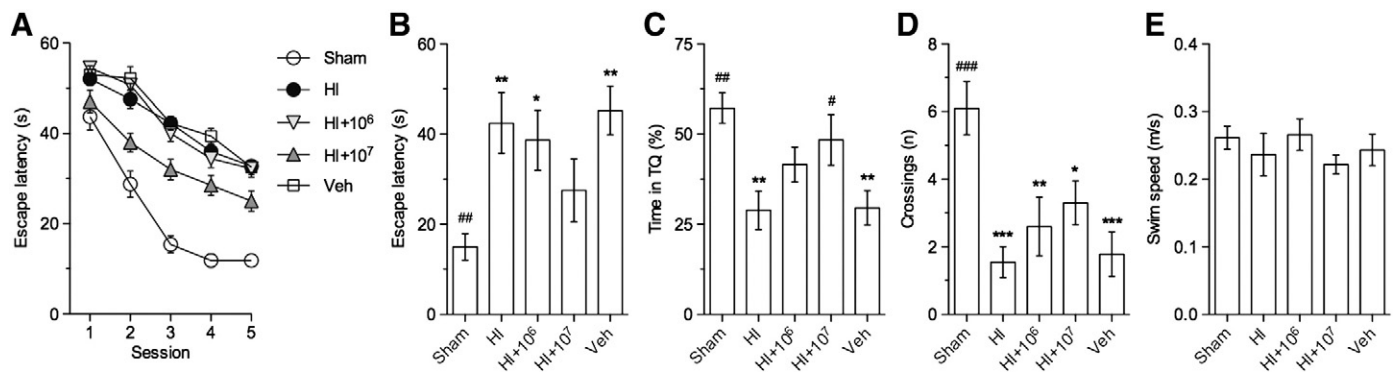 A
Escape latency (s)
60
40
20
0
1 2 3 4 5
Session
Sham
HI
HI+10⁶
HI+10⁷
Veh
B
Escape latency (s)
60
40
20
0
##
**
*
**
Sham
HI
HI+10⁶
HI+10⁷
Veh
C
Time in TQ (%)
75
50
25
0
##
**
#
**
Sham
HI
HI+10⁶
HI+10⁷
Veh
D
Crossings (n)
8
6
4
2
0
###
***
**
*
***
Sham
HI
HI+10⁶
HI+10⁷
Veh
E
Swim speed (m/s)
0.4
0.3
0.2
0.1
0.0
Sham
HI
HI+10⁶
HI+10⁷
Veh